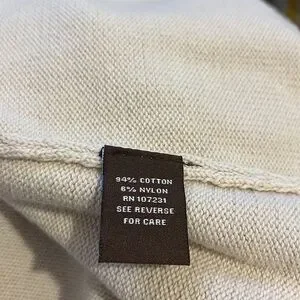 94% COTTON
6% NYLON
RN 107231
SEE REVERSE
FOR CARE